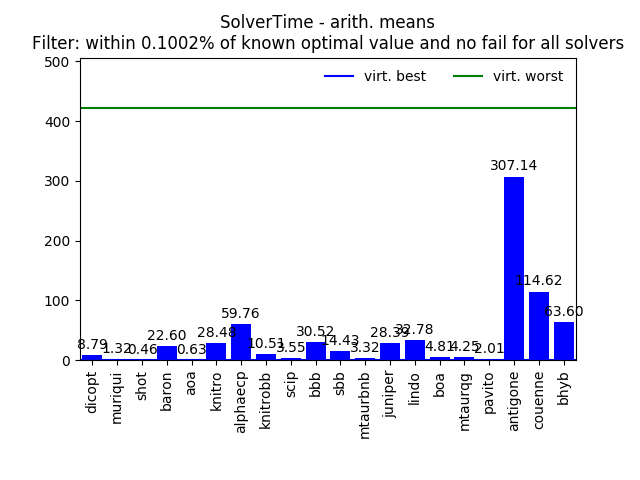 SolverTime - arith. means
Filter: within 0.1002% of known optimal value and no fail for all solvers
500
400
300
200
100
0
virt. best
virt. worst
8.79
1.32
0.46
22.60
0.63
28.48
59.76
10.51
3.55
30.52
14.43
3.32
28.39
32.78
4.81
4.25
2.01
307.14
114.62
63.60
dicopt
muriqui
shot
baron
aoa
knitro
alphaecp
knitrobb
scip
bbb
sbb
mtaurbnb
juniper
lindo
boa
mtaurqg
pavito
antigone
couenne
bhyb